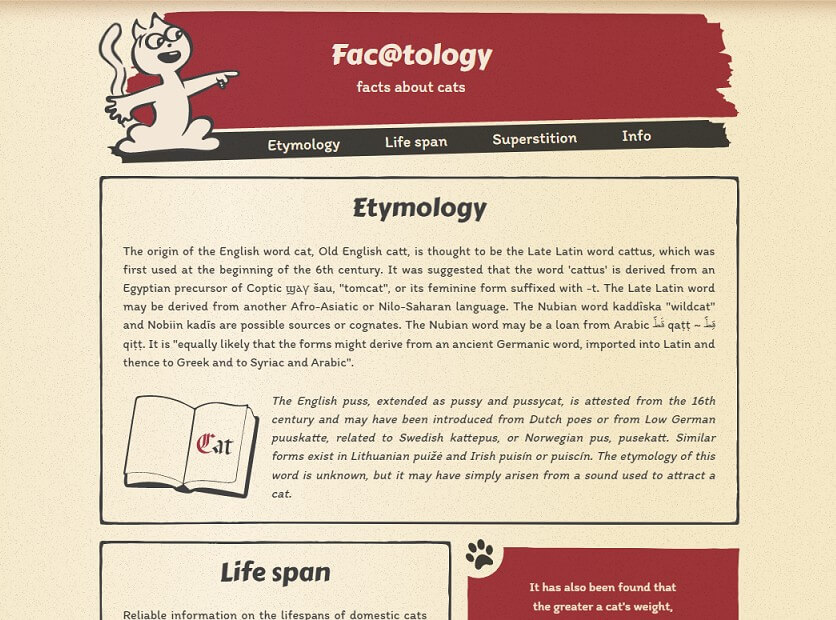 Fac@tology
facts about cats
Etymology Life span Superstition Info
Etymology
The origin of the English word cat, Old English catt, is thought to be the Late Latin word cattus, which was
first used at the beginning of the 6th century. It was suggested that the word 'cattus' is derived from an
Egyptian precursor of Coptic ϣⲁⲩ šau, "tomcat", or its feminine form suffixed with -t. The Late Latin word
may be derived from another Afro-Asiatic or Nilo-Saharan language. The Nubian word kaddîska "wildcat"
and Nobiin kadīs are possible sources or cognates. The Nubian word may be a loan from Arabic قَطّ qaṭṭ ~ قِطّ
qiṭṭ. It is "equally likely that the forms might derive from an ancient Germanic word, imported into Latin and
thence to Greek and to Syriac and Arabic".
Cat
The English puss, extended as pussy and pussycat, is attested from the 16th
century and may have been introduced from Dutch poes or from Low German
puuskatte, related to Swedish kattepus, or Norwegian pus, pusekatt. Similar
forms exist in Lithuanian puižė and Irish puisín or puiscín. The etymology of this
word is unknown, but it may have simply arisen from a sound used to attract a
cat.
Life span
Reliable information on the lifespans of domestic cats
It has also been found that
the greater a cat's weight,